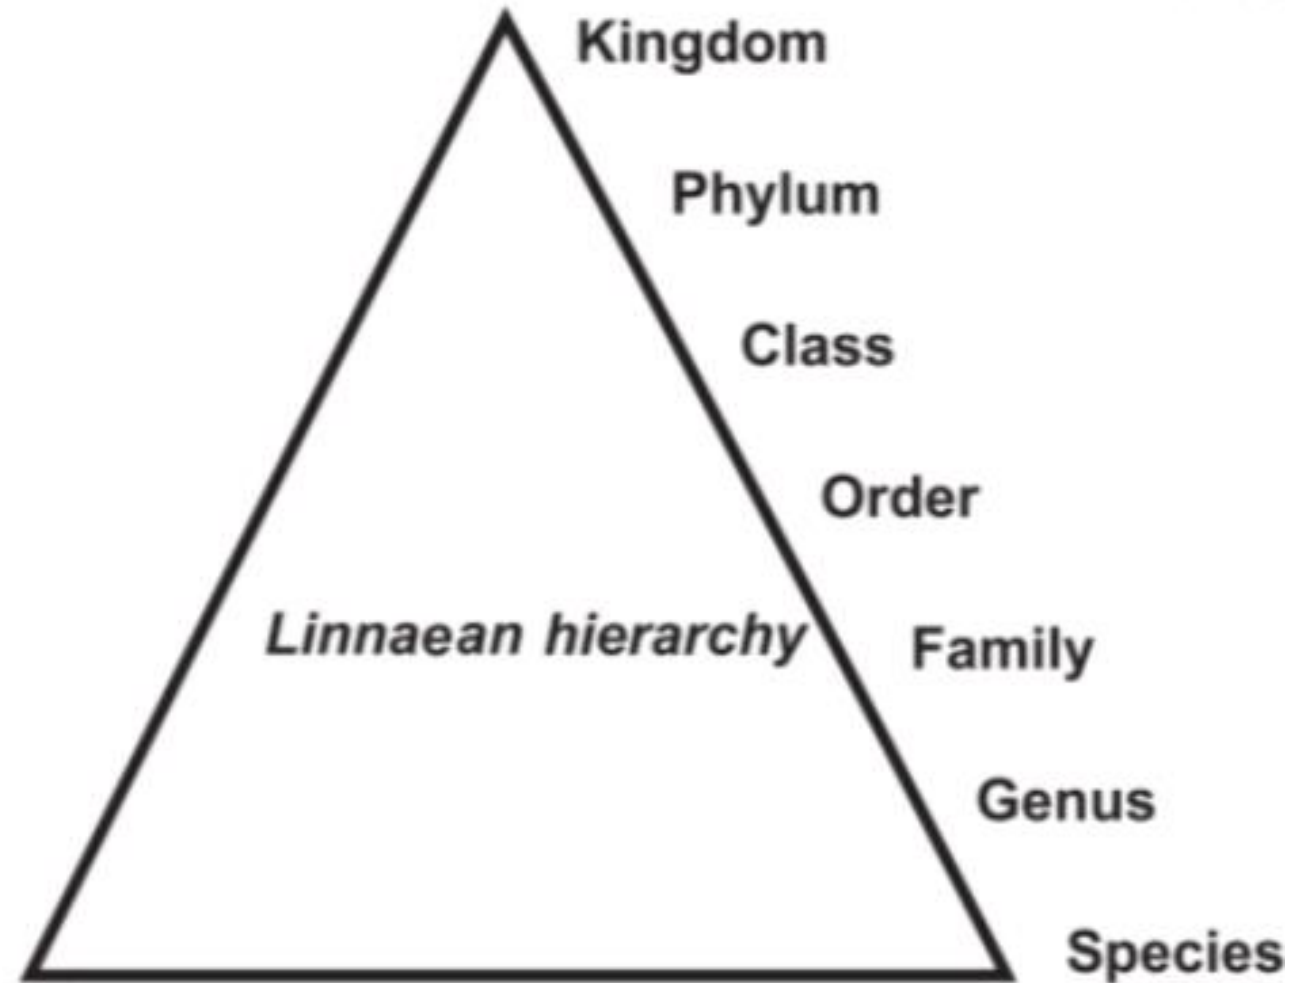 Kingdom
Phylum
Class
Order
Linnaean hierarchy
Family
Genus
Species